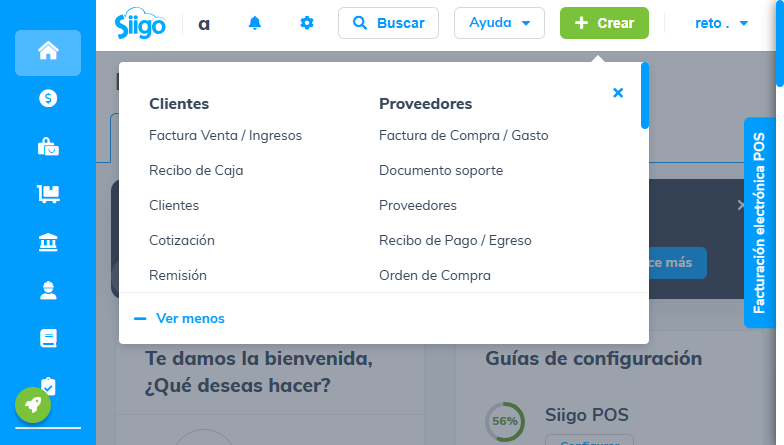 Siigo
a
Buscar
Ayuda
Crear
reto .
Clientes
Factura Venta / Ingresos
Recibo de Caja
Clientes
Cotización
Remisión
Proveedores
Factura de Compra / Gasto
Documento soporte
Proveedores
Recibo de Pago / Egreso
Orden de Compra
Ver menos
ce más
Facturación electrónica POS
Te damos la bienvenida,
¿Qué deseas hacer?
Guías de configuración
56%
Siigo POS
Configurar